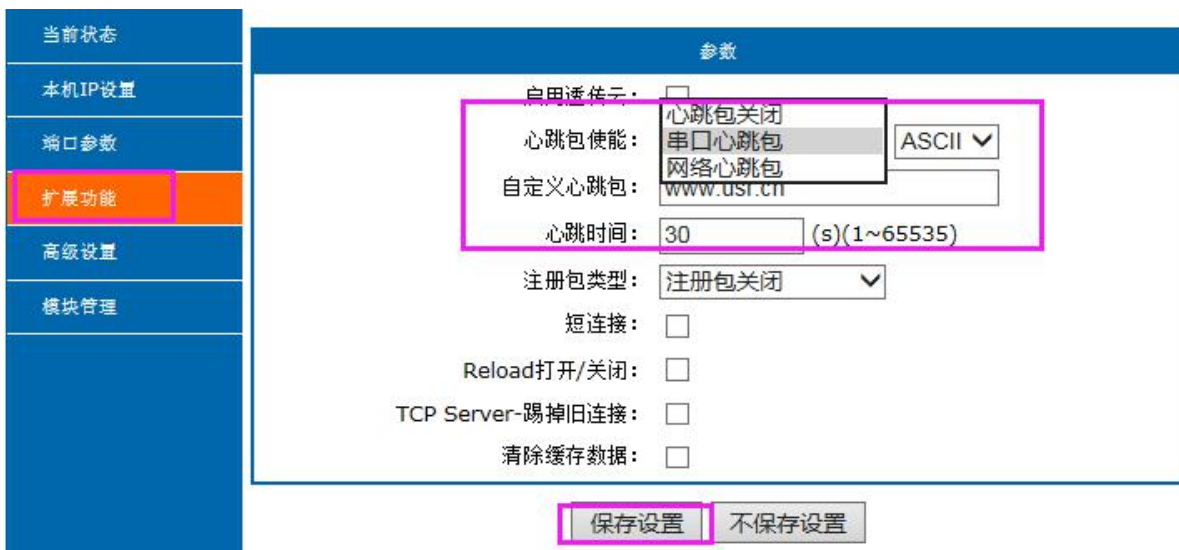 当前状态
本机IP设置
端口参数
扩展功能
高级设置
模块管理
参数
启用透传云:
心跳包使能:
心跳包关闭
串口心跳包
网络心跳包
ASCII
自定义心跳包:
www.usr.cn
心跳时间: 30 (s)(1~65535)
注册包类型: 注册包关闭
短连接:
Reload打开/关闭:
TCP Server-踢掉旧连接:
清除缓存数据:
保存设置 不保存设置